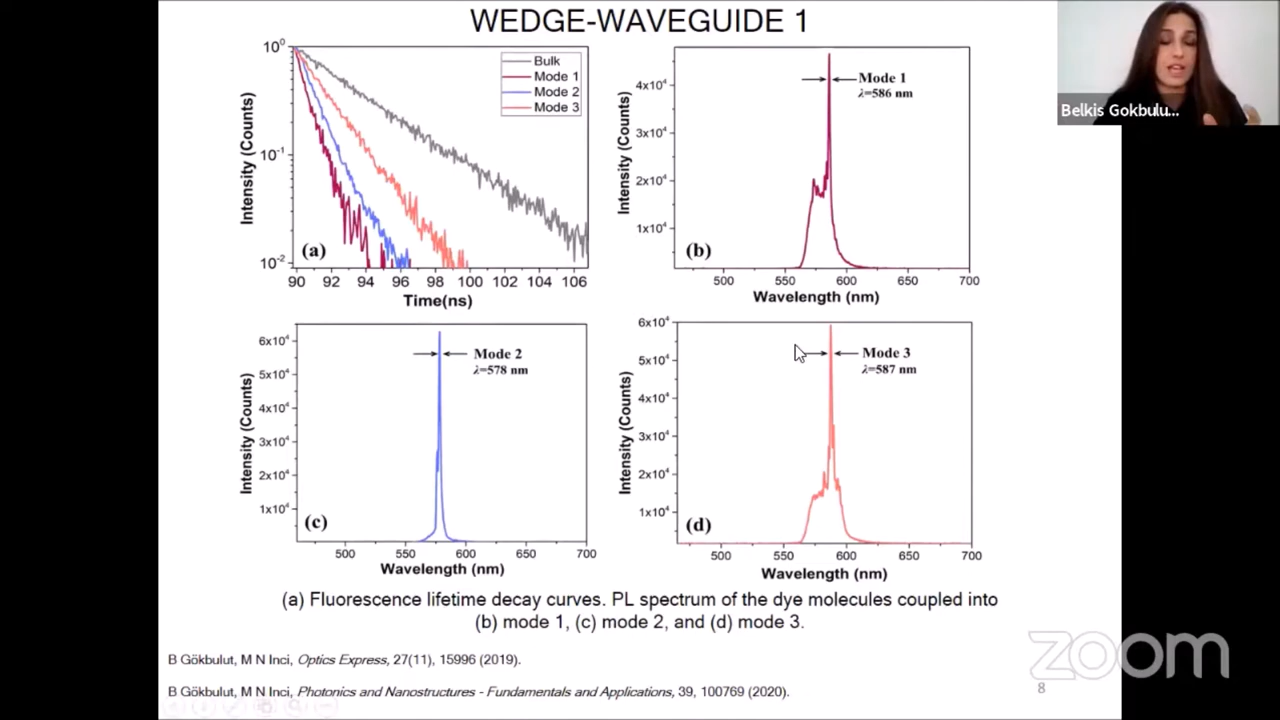 WEDGE-WAVEGUIDE 1
Belkis Gokbulu...
Intensity (Counts)
10⁰
10⁻¹
10⁻²
Bulk
Mode 1
Mode 2
Mode 3
(a)
90 92 94 96 98 100 102 104 106
Time(ns)
Intensity (Counts)
4x10⁴
3x10⁴
2x10⁴
1x10⁴
Mode 1
λ=586 nm
(b)
500 550 600 650 700
Wavelength (nm)
Intensity (Counts)
6x10⁴
5x10⁴
4x10⁴
3x10⁴
2x10⁴
1x10⁴
Mode 2
λ=578 nm
(c)
500 550 600 650 700
Wavelength (nm)
Intensity (Counts)
6x10⁴
5x10⁴
4x10⁴
3x10⁴
2x10⁴
1x10⁴
Mode 3
λ=587 nm
(d)
500 550 600 650 700
Wavelength (nm)
(a) Fluorescence lifetime decay curves. PL spectrum of the dye molecules coupled into
(b) mode 1, (c) mode 2, and (d) mode 3.
B Gökbulut, M N Inci, Optics Express, 27(11), 15996 (2019).
B Gökbulut, M N Inci, Photonics and Nanostructures - Fundamentals and Applications, 39, 100769 (2020).
zoom
8